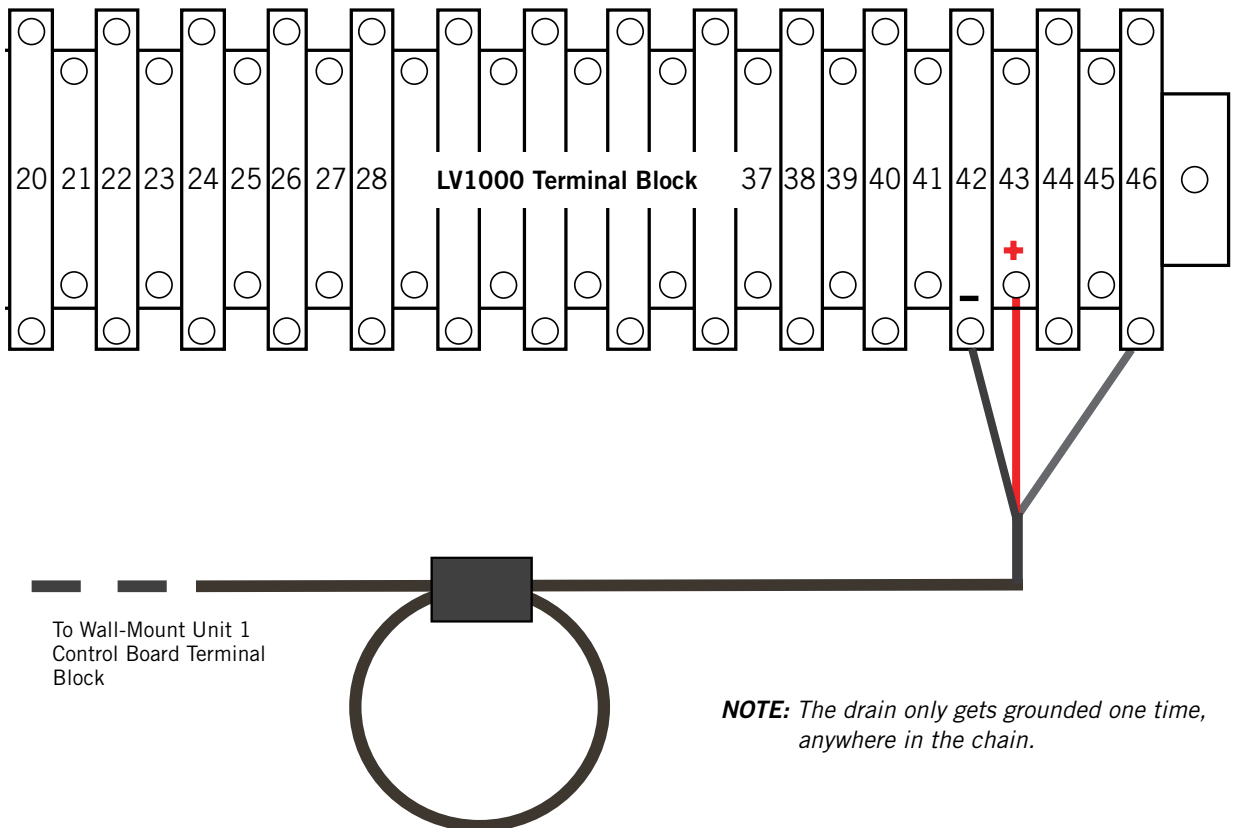 20 21 22 23 24 25 26 27 28 LV1000 Terminal Block 37 38 39 40 41 42 43 44 45 46
+
–
To Wall-Mount Unit 1
Control Board Terminal
Block
NOTE: The drain only gets grounded one time,
anywhere in the chain.